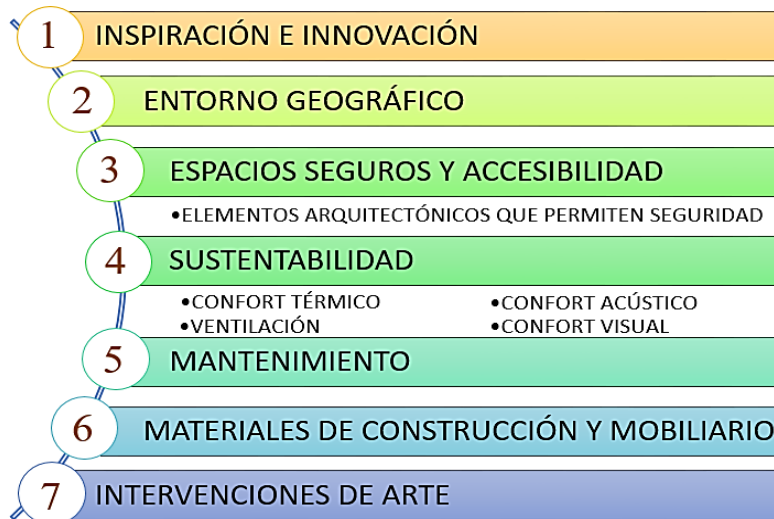 1 INSPIRACIÓN E INNOVACIÓN
2 ENTORNO GEOGRÁFICO
3 ESPACIOS SEGUROS Y ACCESIBILIDAD
•ELEMENTOS ARQUITECTÓNICOS QUE PERMITEN SEGURIDAD
4 SUSTENTABILIDAD
•CONFORT TÉRMICO •CONFORT ACÚSTICO
•VENTILACIÓN •CONFORT VISUAL
5 MANTENIMIENTO
6 MATERIALES DE CONSTRUCCIÓN Y MOBILIARIO
7 INTERVENCIONES DE ARTE